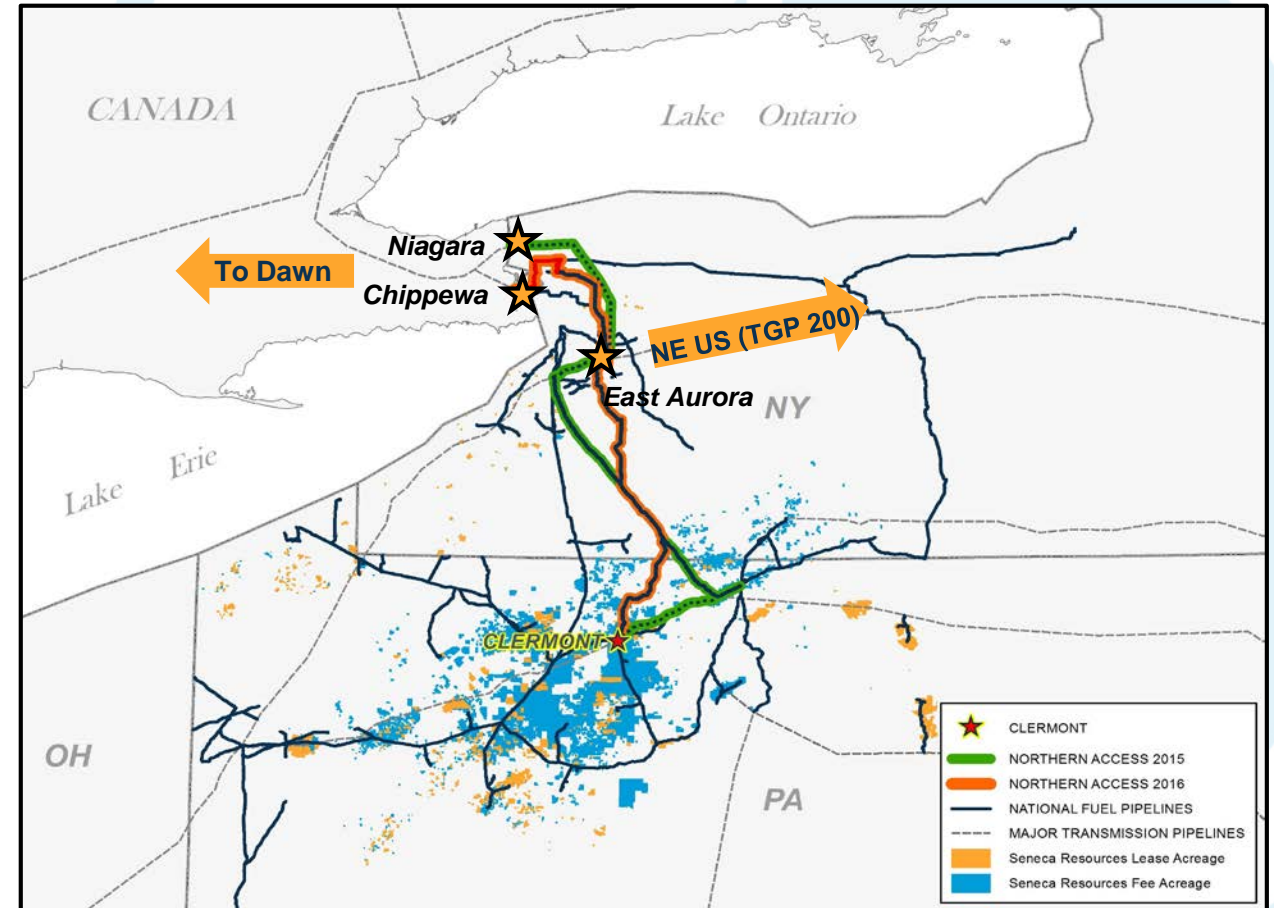 CANADA
Lake Ontario
Niagara
To Dawn
Chippewa
NE US (TGP 200)
East Aurora
NY
Lake Erie
CLERMONT
OH
PA
CLERMONT
NORTHERN ACCESS 2015
NORTHERN ACCESS 2016
NATIONAL FUEL PIPELINES
MAJOR TRANSMISSION PIPELINES
Seneca Resources Lease Acreage
Seneca Resources Fee Acreage